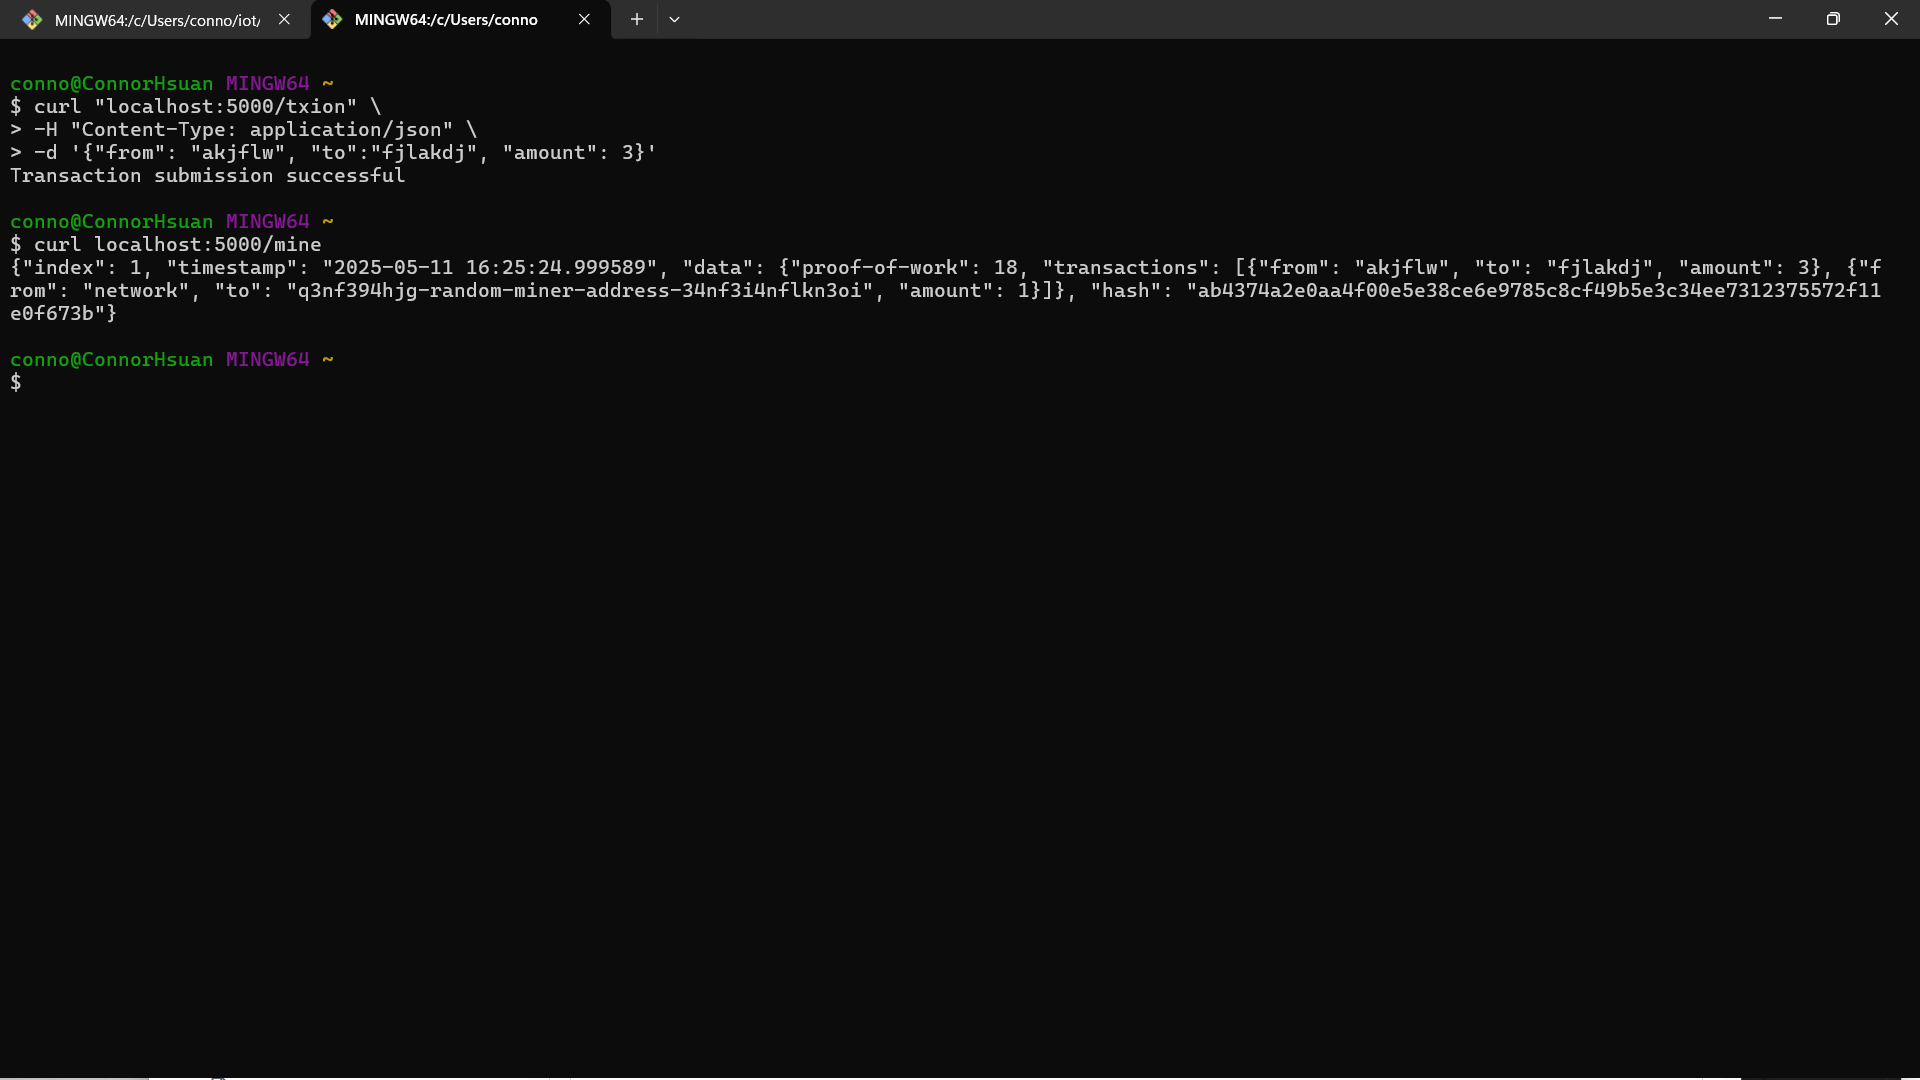 MINGW64:/c/Users/conno/iot/
MINGW64:/c/Users/conno
conno@ConnorHsuan MINGW64 ~
$ curl "localhost:5000/txion" \
> -H "Content-Type: application/json" \
> -d '{"from": "akjflw", "to":"fjlakdj", "amount": 3}'
Transaction submission successful
conno@ConnorHsuan MINGW64 ~
$ curl localhost:5000/mine
{"index": 1, "timestamp": "2025-05-11 16:25:24.999589", "data": {"proof-of-work": 18, "transactions": [{"from": "akjflw", "to": "fjlakdj", "amount": 3}, {"f
rom": "network", "to": "q3nf394hjg-random-miner-address-34nf3i4nflkn3oi", "amount": 1}]}, "hash": "ab4374a2e0aa4f00e5e38ce6e9785c8cf49b5e3c34ee7312375572f11
e0f673b"}
conno@ConnorHsuan MINGW64 ~
$